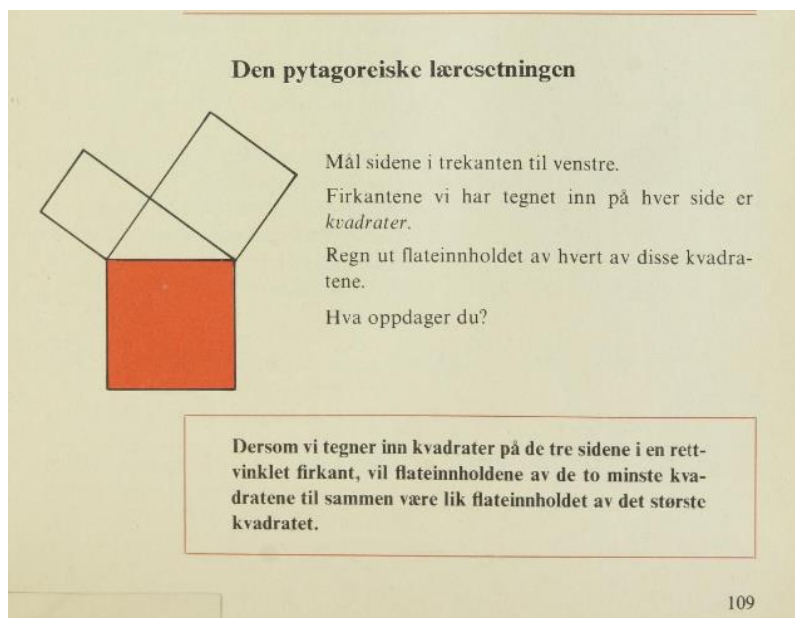 Den pytagoreiske læresetningen
Mål sidene i trekanten til venstre.
Firkantene vi har tegnet inn på hver side er
kvadrater.
Regn ut flateinnholdet av hvert av disse kvadra-
tene.
Hva oppdager du?
Dersom vi tegner inn kvadrater på de tre sidene i en rett-
vinklet firkant, vil flateinnholdene av de to minste kva-
dratene til sammen være lik flateinnholdet av det største
kvadratet.
109